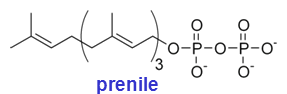 O O
3 O P O P O-
O- O-
prenile